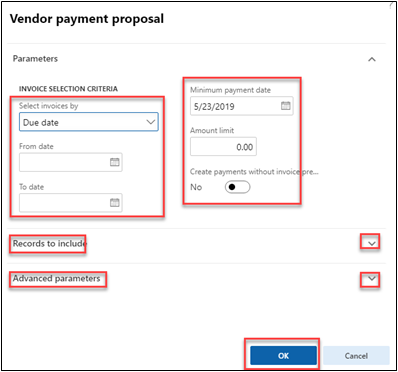 Vendor payment proposal
Parameters
INVOICE SELECTION CRITERIA
Select invoices by
Due date
From date
To date
Minimum payment date
5/23/2019
Amount limit
0.00
Create payments without invoice pre...
No
Records to include
Advanced parameters
OK
Cancel